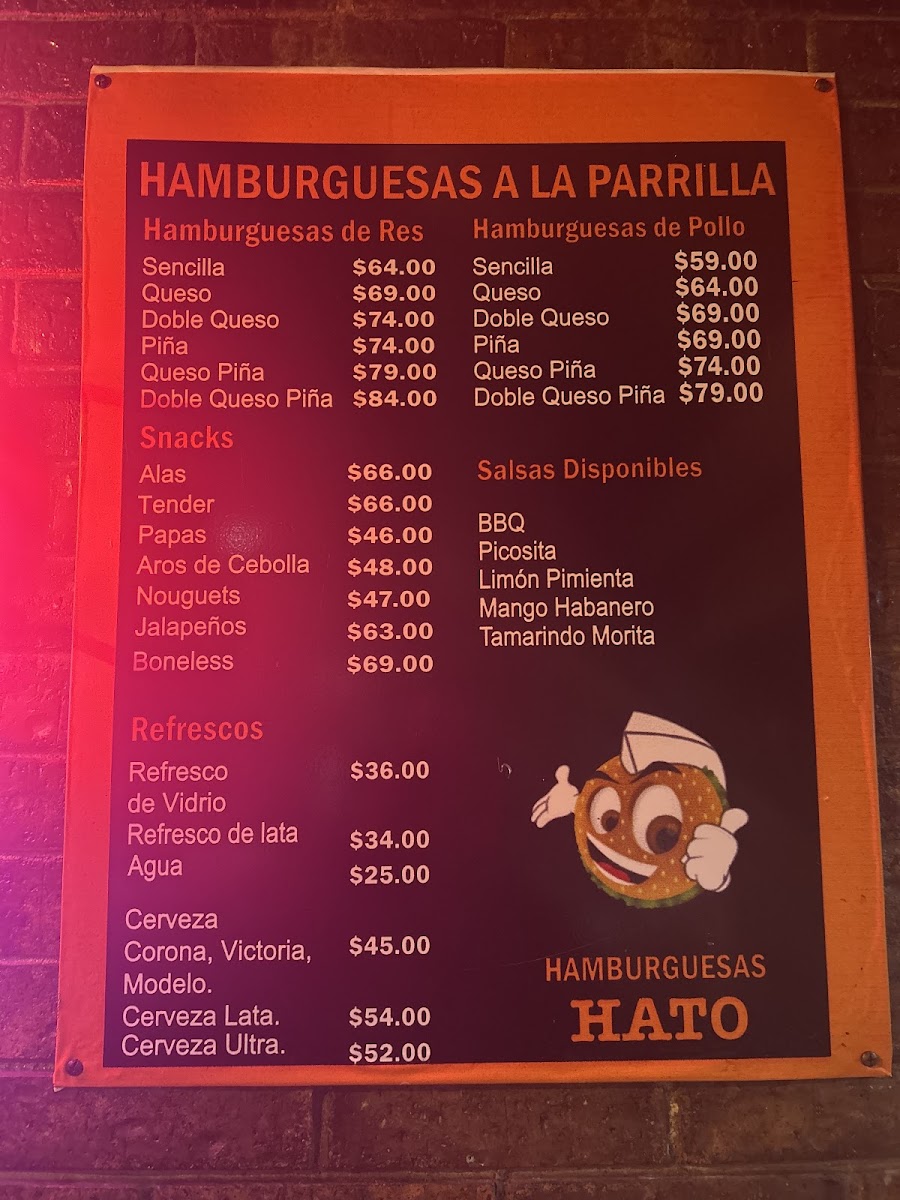 HAMBURGUESAS A LA PARRILLA
Hamburguesas de Res
Sencilla $64.00
Queso $69.00
Doble Queso $74.00
Piña $74.00
Queso Piña $79.00
Doble Queso Piña $84.00
Hamburguesas de Pollo
Sencilla $59.00
Queso $64.00
Doble Queso $69.00
Piña $69.00
Queso Piña $74.00
Doble Queso Piña $79.00
Snacks
Alas $66.00
Tender $66.00
Papas $46.00
Aros de Cebolla $48.00
Nouguets $47.00
Jalapeños $63.00
Boneless $69.00
Salsas Disponibles
BBQ
Picosita
Limón Pimienta
Mango Habanero
Tamarindo Morita
Refrescos
Refresco $36.00
de Vidrio
Refresco de lata $34.00
Agua $25.00
Cerveza
Corona, Victoria, $45.00
Modelo.
Cerveza Lata. $54.00
Cerveza Ultra. $52.00
HAMBURGUESAS
HATO